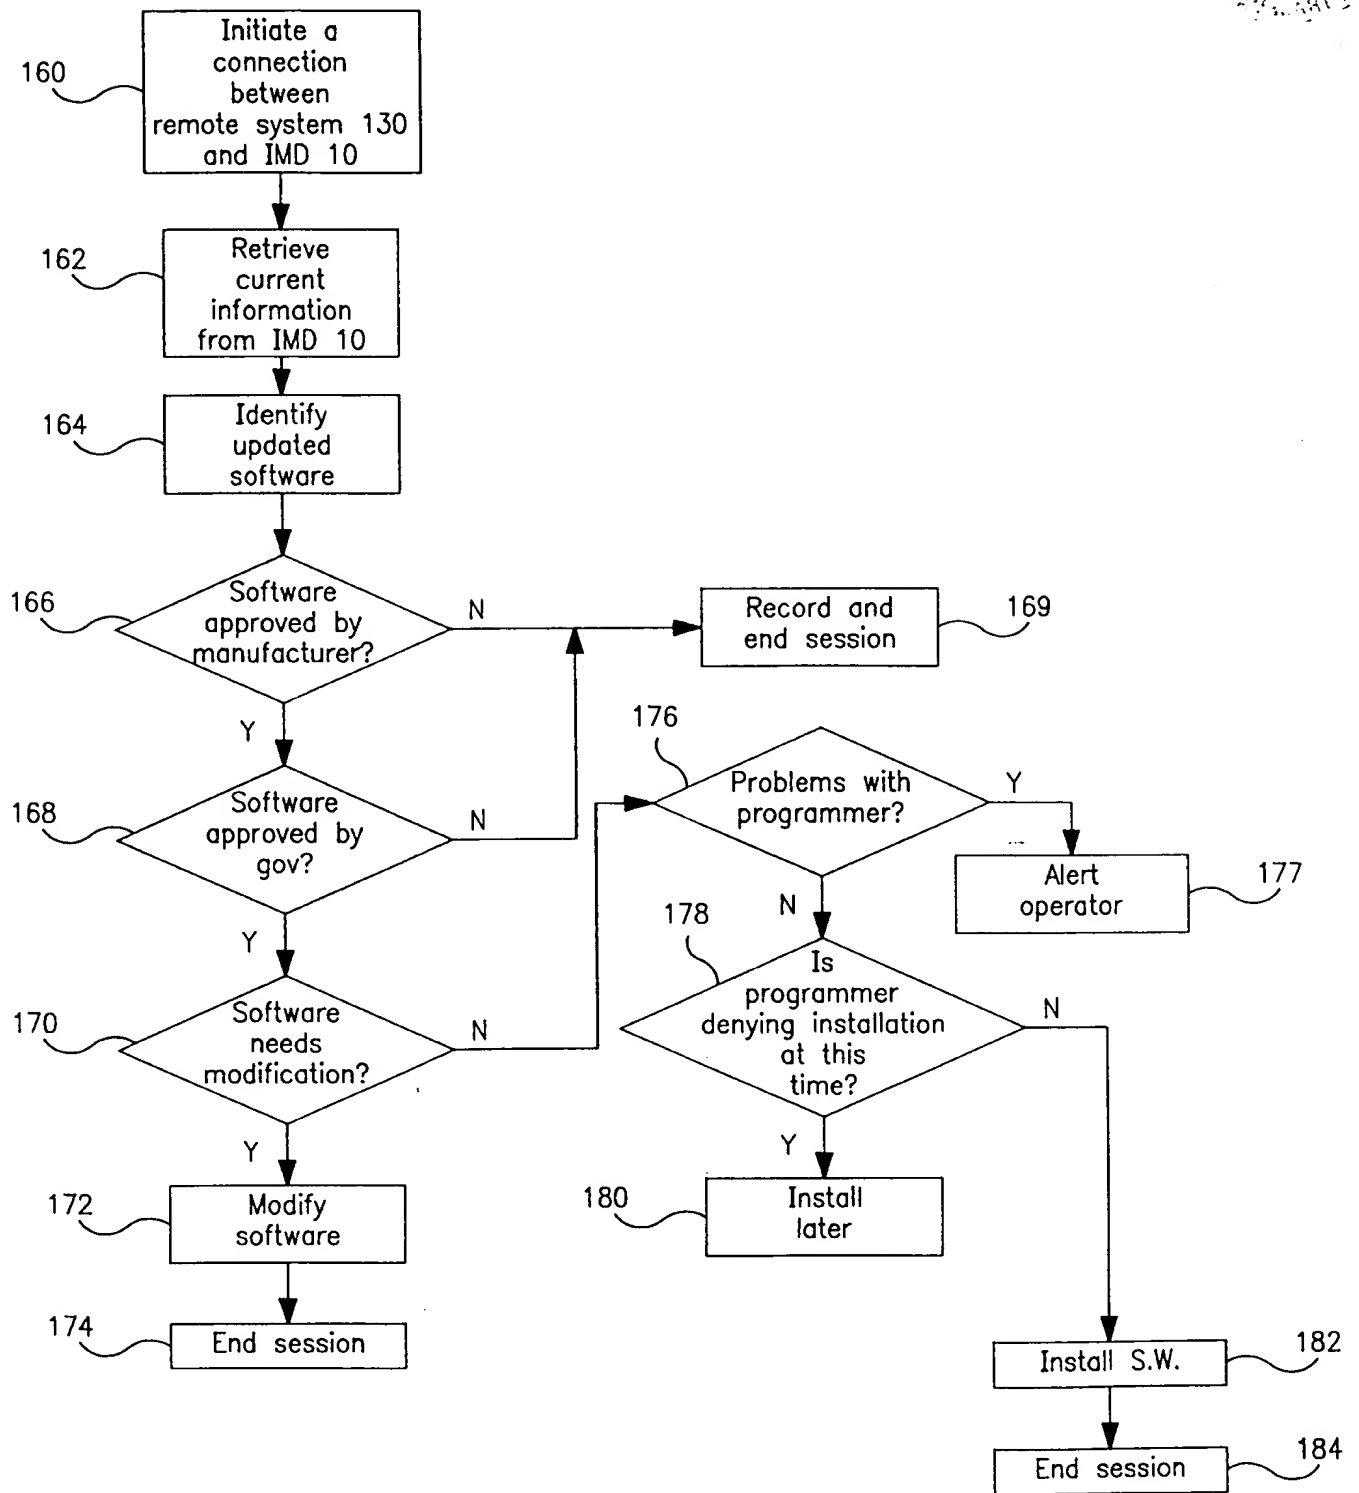 Initiate a
connection
between
remote system 130
and IMD 10
160
Retrieve
current
information
from IMD 10
162
Identify
updated
software
164
Software
approved by
manufacturer?
166
N
Y
Record and
end session
169
Software
approved by
gov?
168
N
Y
Software
needs
modification?
170
N
Y
Modify
software
172
End session
174
176
Problems with
programmer?
Y
N
Alert
operator
177
178
Is
programmer
denying installation
at this
time?
N
Y
Install
later
180
Install S.W.
182
End session
184